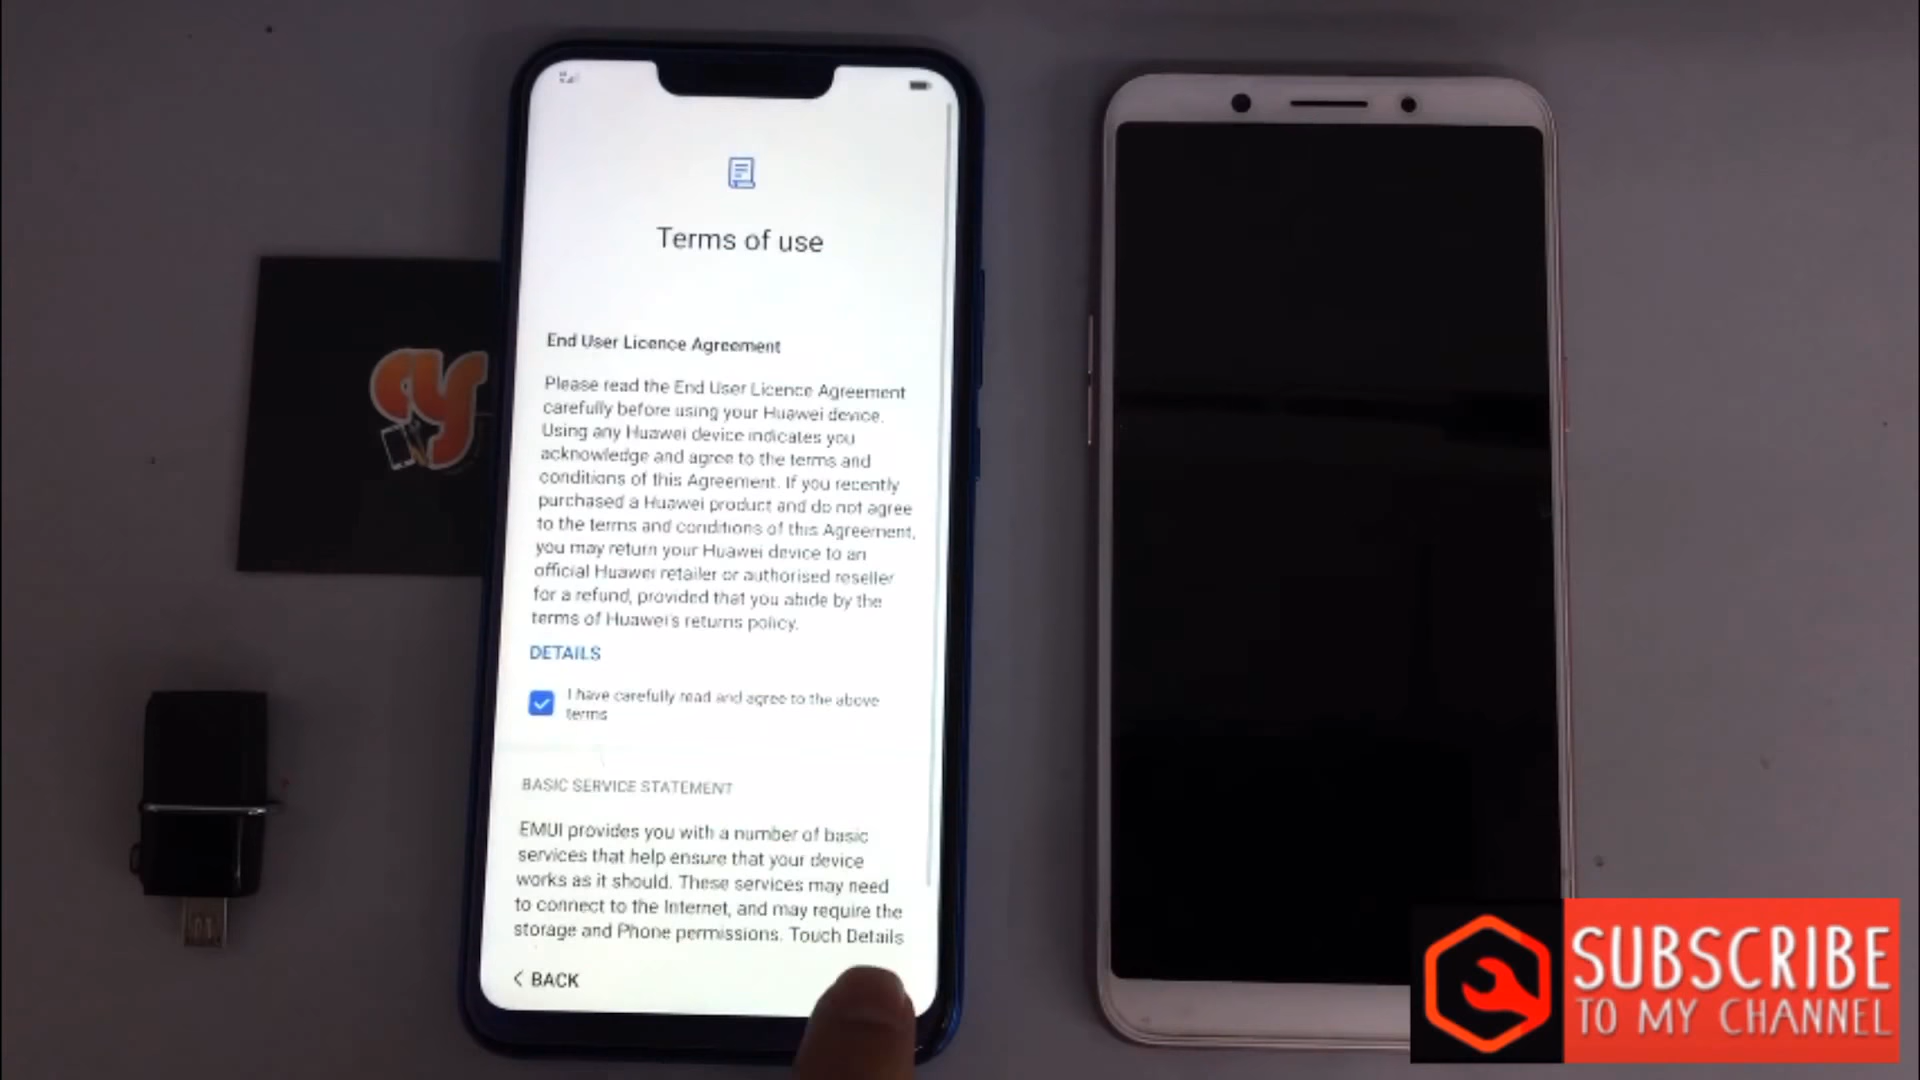 Terms of use
End User Licence Agreement
Please read the End User Licence Agreement
carefully before using your Huawei device.
Using any Huawei device indicates you
acknowledge and agree to the terms and
conditions of this Agreement. If you recently
purchased a Huawei product and do not agree
to the terms and conditions of this Agreement,
you may return your Huawei device to an
official Huawei retailer or authorised reseller
for a refund, provided that you abide by the
terms of Huawei's returns policy.
DETAILS
I have carefully read and agree to the above
terms
BASIC SERVICE STATEMENT
EMUI provides you with a number of basic
services that help ensure that your device
works as it should. These services may need
to connect to the Internet, and may require the
storage and Phone permissions. Touch Details
< BACK
SUBSCRIBE
TO MY CHANNEL